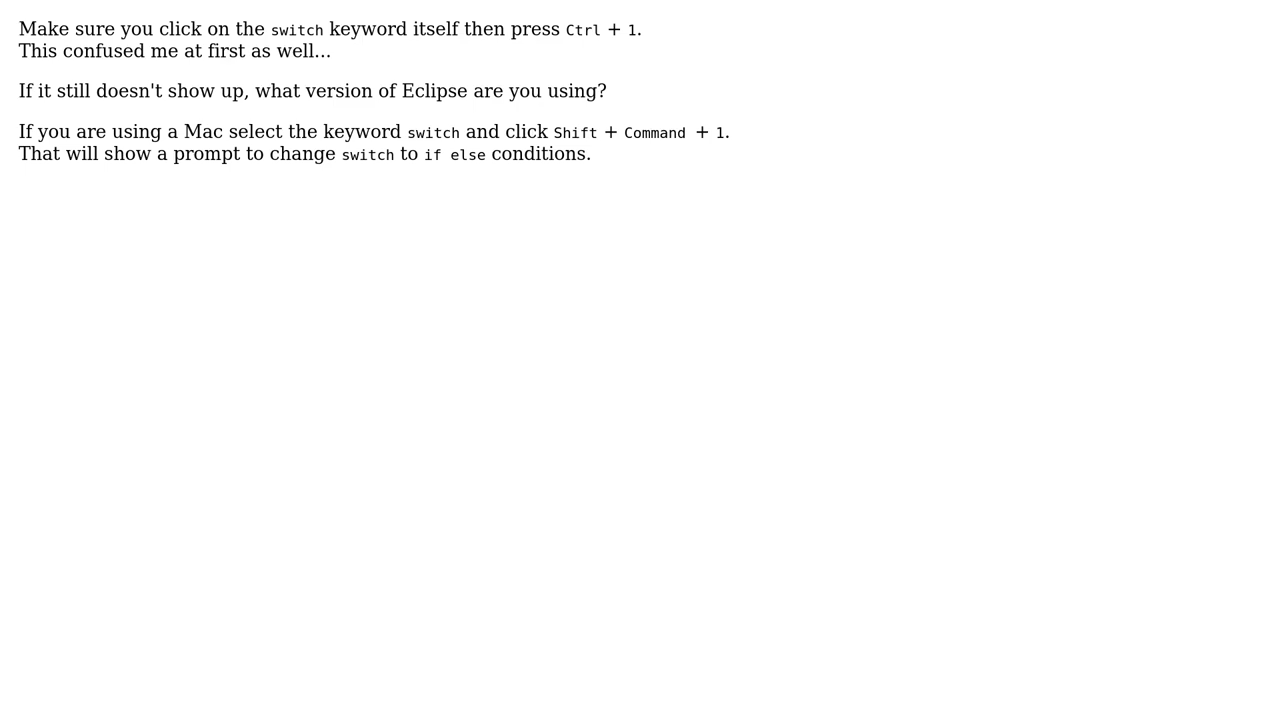 Make sure you click on the switch keyword itself then press Ctrl + 1.
This confused me at first as well...
If it still doesn't show up, what version of Eclipse are you using?
If you are using a Mac select the keyword switch and click Shift + Command + 1.
That will show a prompt to change switch to if else conditions.